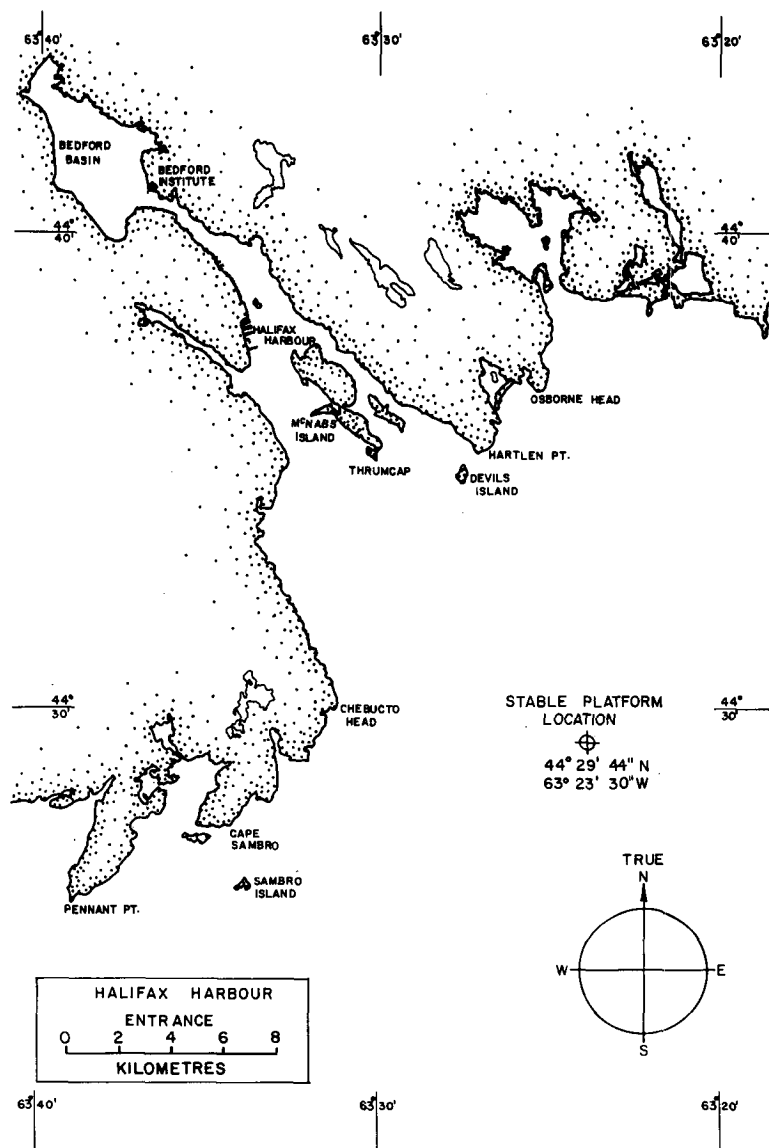 63° 40'
63° 30'
63° 20'
BEDFORD
BASIN
BEDFORD
INSTITUTE
44°
40'
44°
40'
HALIFAX
HARBOUR
OSBORNE HEAD
McNABS
ISLAND
HARTLEN PT.
THRUMCAP
DEVILS
ISLAND
44°
30'
CHEBUCTO
HEAD
STABLE PLATFORM
LOCATION
44° 29' 44" N
63° 23' 30" W
44°
30'
CAPE
SAMBRO
SAMBRO
ISLAND
PENNANT PT.
TRUE
N
W
E
S
HALIFAX HARBOUR
ENTRANCE
0 2 4 6 8
KILOMETRES
63° 40'
63° 30'
63° 20'